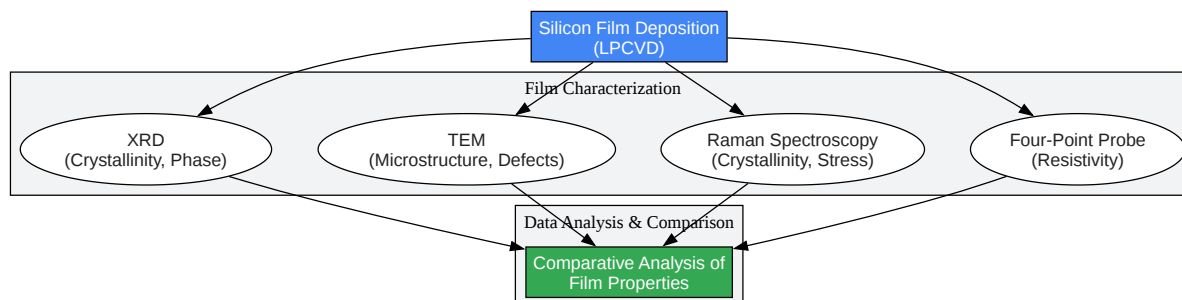 Silicon Film Deposition
(LPCVD)
Film Characterization
XRD
(Crystallinity, Phase)
TEM
(Microstructure, Defects)
Raman Spectroscopy
(Crystallinity, Stress)
Four-Point Probe
(Resistivity)
Data Analysis & Comparison
Comparative Analysis of
Film Properties